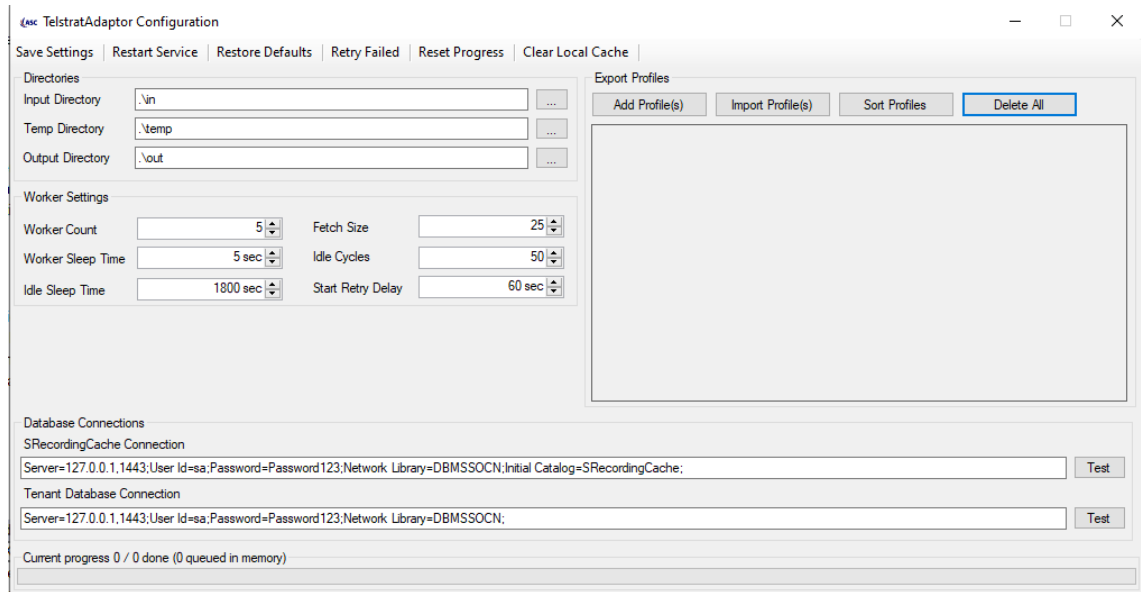 ASC TelstratAdaptor Configuration
Save Settings Restart Service Restore Defaults Retry Failed Reset Progress Clear Local Cache
Directories
Input Directory .\in ...
Temp Directory .\temp ...
Output Directory .\out ...
Worker Settings
Worker Count 5 Fetch Size 25
Worker Sleep Time 5 sec Idle Cycles 50
Idle Sleep Time 1800 sec Start Retry Delay 60 sec
Export Profiles
Add Profile(s) Import Profile(s) Sort Profiles Delete All
Database Connections
SRecordingCache Connection
Server=127.0.0.1,1443;User Id=sa;Password=Password123;Network Library=DBMSSOCN;Initial Catalog=SRecordingCache; Test
Tenant Database Connection
Server=127.0.0.1,1443;User Id=sa;Password=Password123;Network Library=DBMSSOCN; Test
Current progress 0 / 0 done (0 queued in memory)